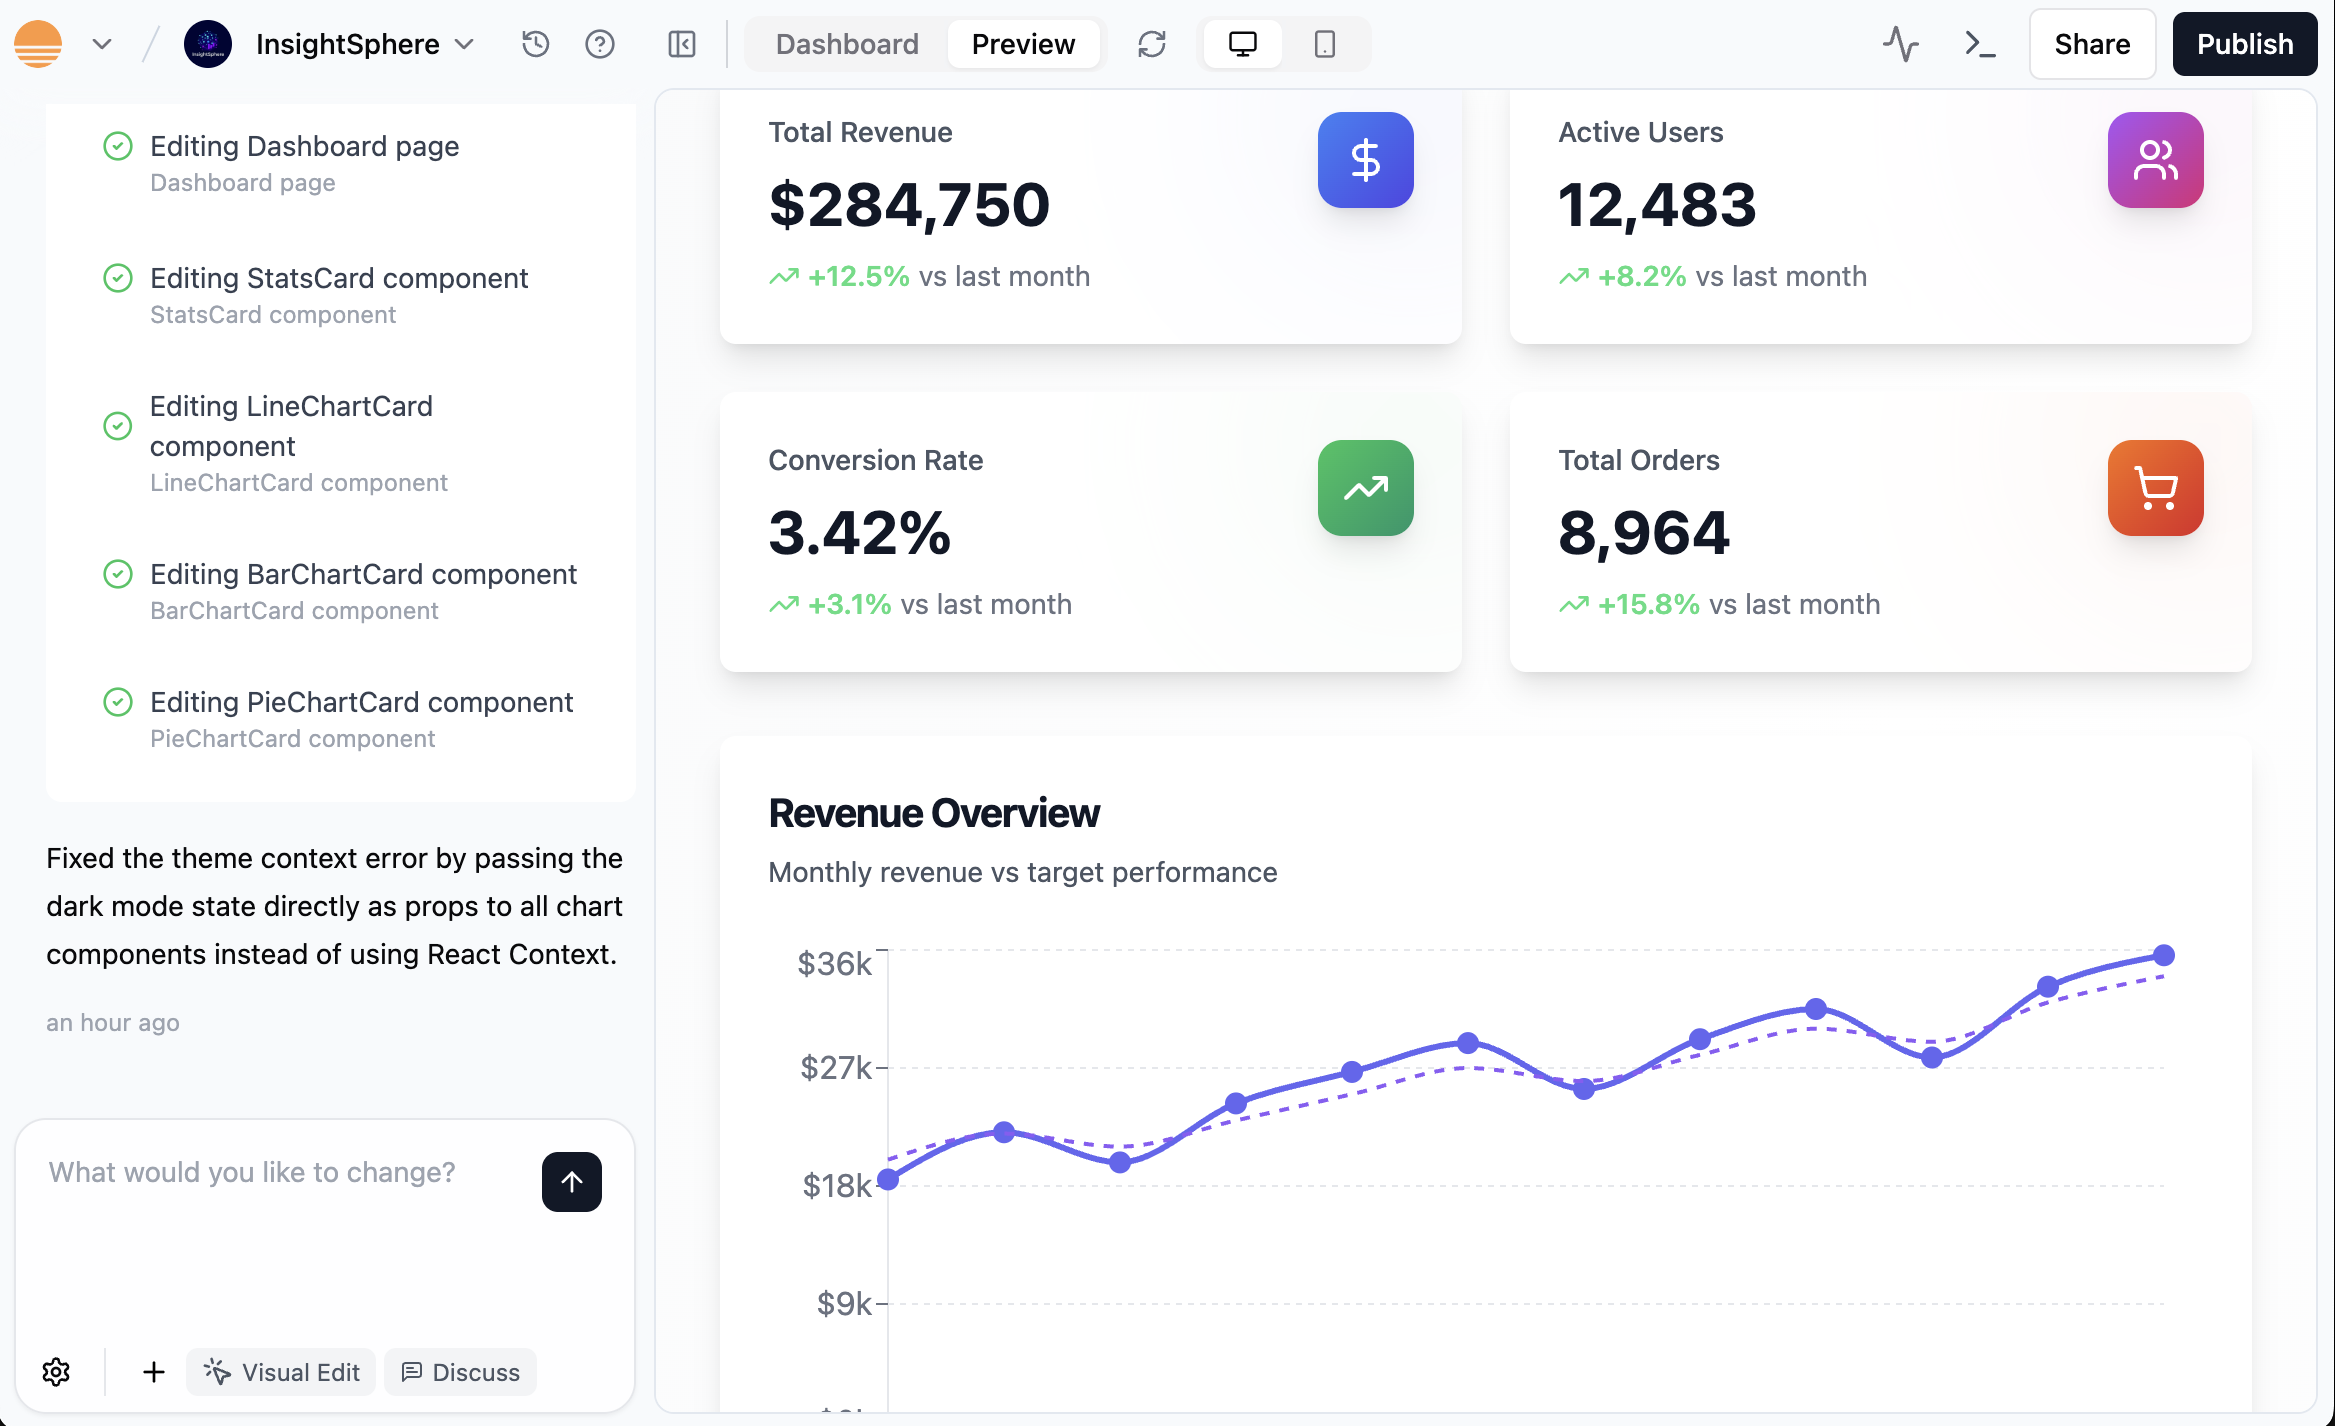 InsightSphere
Dashboard
Preview
Share
Publish
Editing Dashboard page
Dashboard page
Editing StatsCard component
StatsCard component
Editing LineChartCard
component
LineChartCard component
Editing BarChartCard component
BarChartCard component
Editing PieChartCard component
PieChartCard component
Fixed the theme context error by passing the
dark mode state directly as props to all chart
components instead of using React Context.
an hour ago
What would you like to change?
Visual Edit
Discuss
Total Revenue
$284,750
+12.5% vs last month
Active Users
12,483
+8.2% vs last month
Conversion Rate
3.42%
+3.1% vs last month
Total Orders
8,964
+15.8% vs last month
Revenue Overview
Monthly revenue vs target performance
$36k
$27k
$18k
$9k